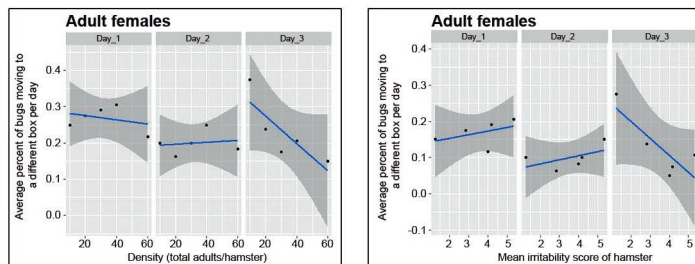 Adult females
Day_1 Day_2 Day_3
Average percent of bugs moving to
a different box per day
0.4
0.3
0.2
0.1
0.0
20 40 60 20 40 60 20 40 60
Density (total adults/hamster)
Adult females
Day_1 Day_2 Day_3
Average percent of bugs moving to
a different box per day
0.4
0.3
0.2
0.1
0.0
-0.1
2 3 4 5 2 3 4 5 2 3 4 5
Mean irritability score of hamster